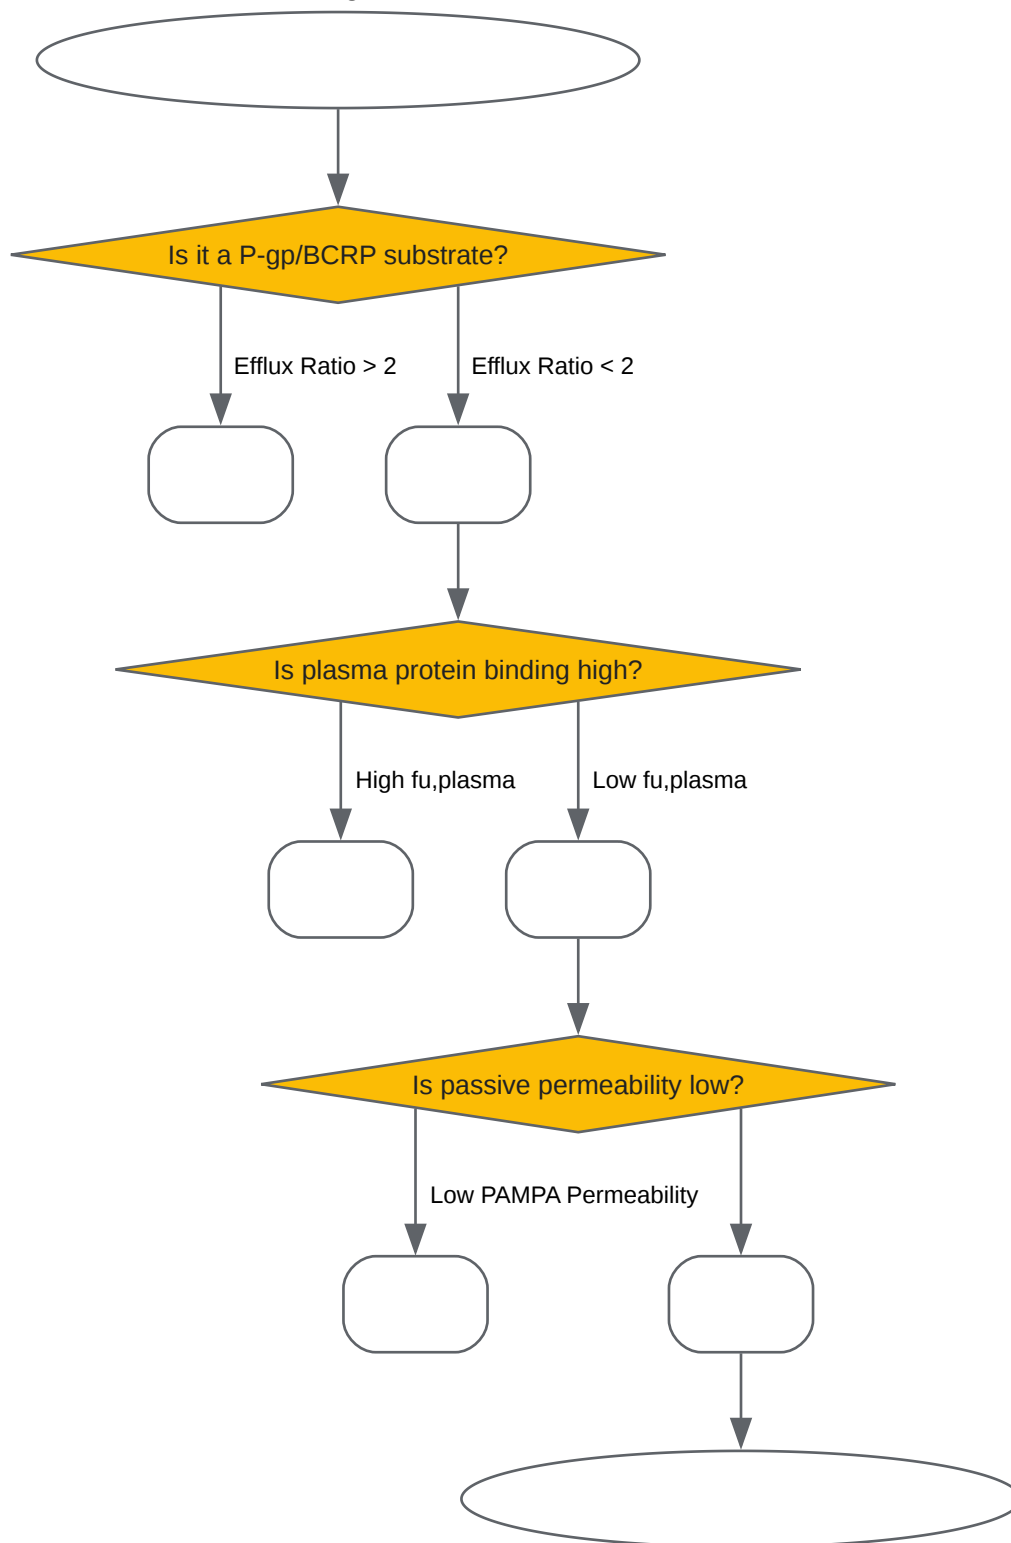 Is it a P-gp/BCRP substrate?
Efflux Ratio > 2
Efflux Ratio < 2
Is plasma protein binding high?
High fu,plasma
Low fu,plasma
Is passive permeability low?
Low PAMPA Permeability